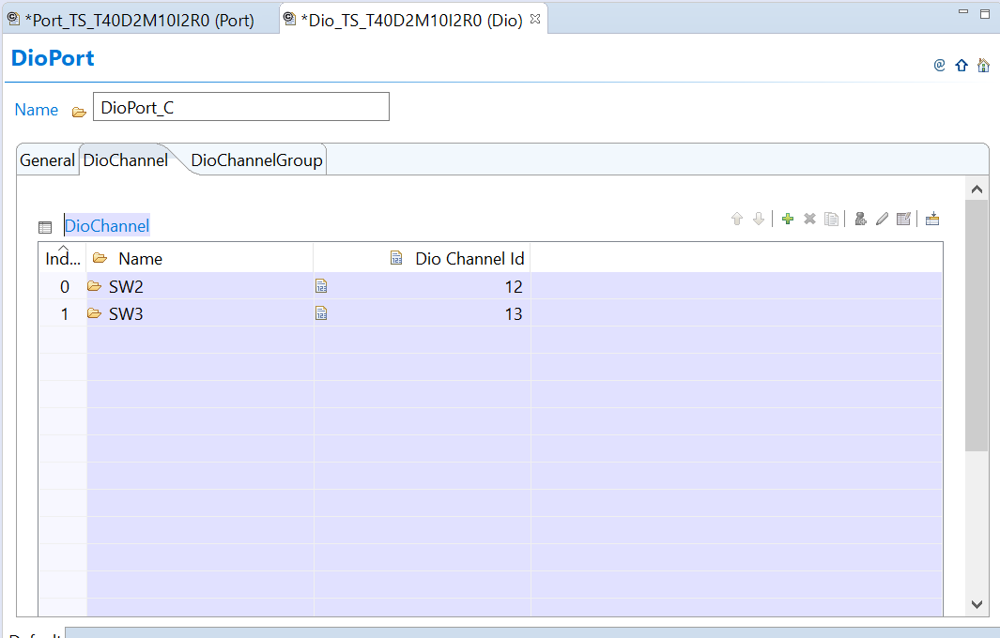 *Port_TS_T40D2M10I2R0 (Port) *Dio_TS_T40D2M10I2R0 (Dio)
DioPort
Name DioPort_C
General DioChannel DioChannelGroup
DioChannel
Ind... Name Dio Channel Id
0 SW2 12
1 SW3 13